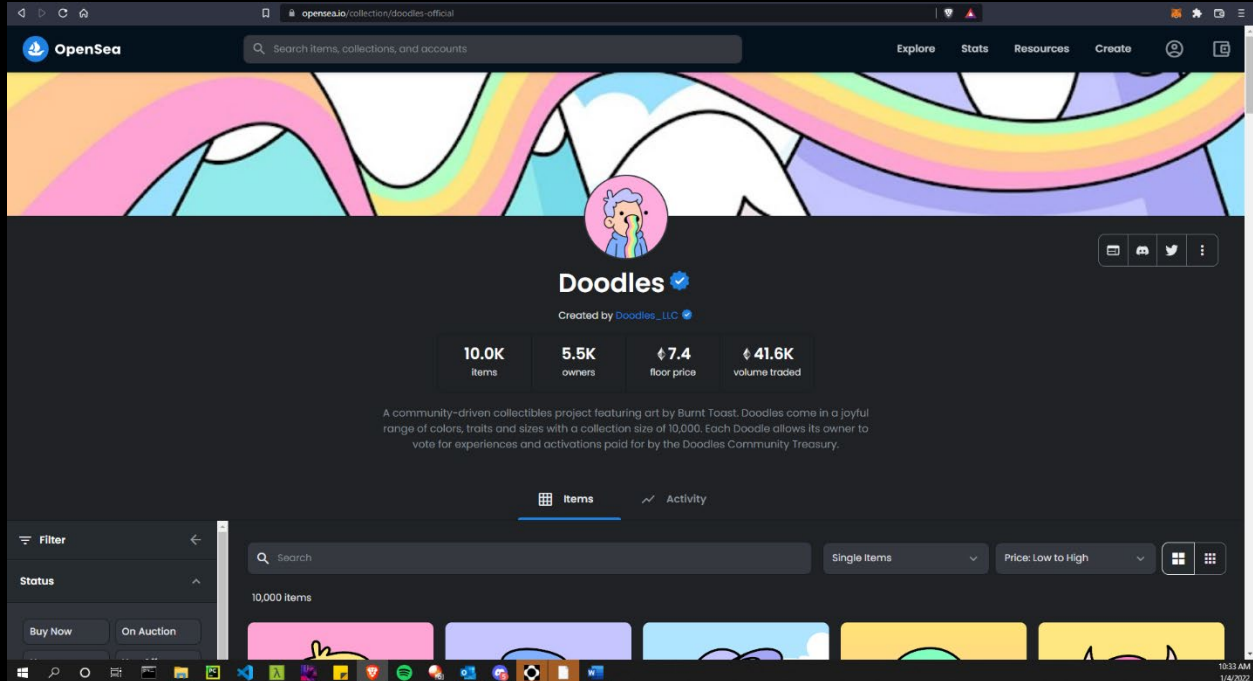 opensea.io/collection/doodles-official
OpenSea
Search items, collections, and accounts
Explore Stats Resources Create
Doodles
Created by Doodles_LLC
10.0K 5.5K 7.4 41.6K
items owners floor price volume traded
A community-driven collectibles project featuring art by Burnt Toast. Doodles come in a joyful
range of colors, traits and sizes with a collection size of 10,000. Each Doodle allows its owner to
vote for experiences and activations paid for by the Doodles Community Treasury.
Items Activity
Filter
Search
Single Items
Price: Low to High
Status
10,000 items
Buy Now On Auction
10:33 AM
1/4/2022